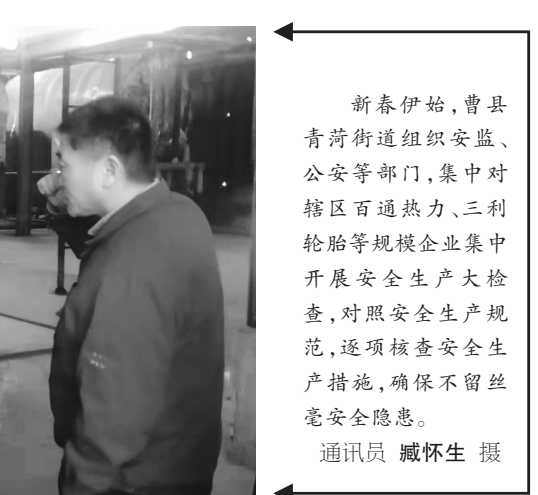 新春伊始,曹县
青菏街道组织安监、
公安等部门,集中对
辖区百通热力、三利
轮胎等规模企业集中
开展安全生产大检
查,对照安全生产规
范,逐项核查安全生
产措施,确保不留丝
毫安全隐患。
通讯员 臧怀生 摄